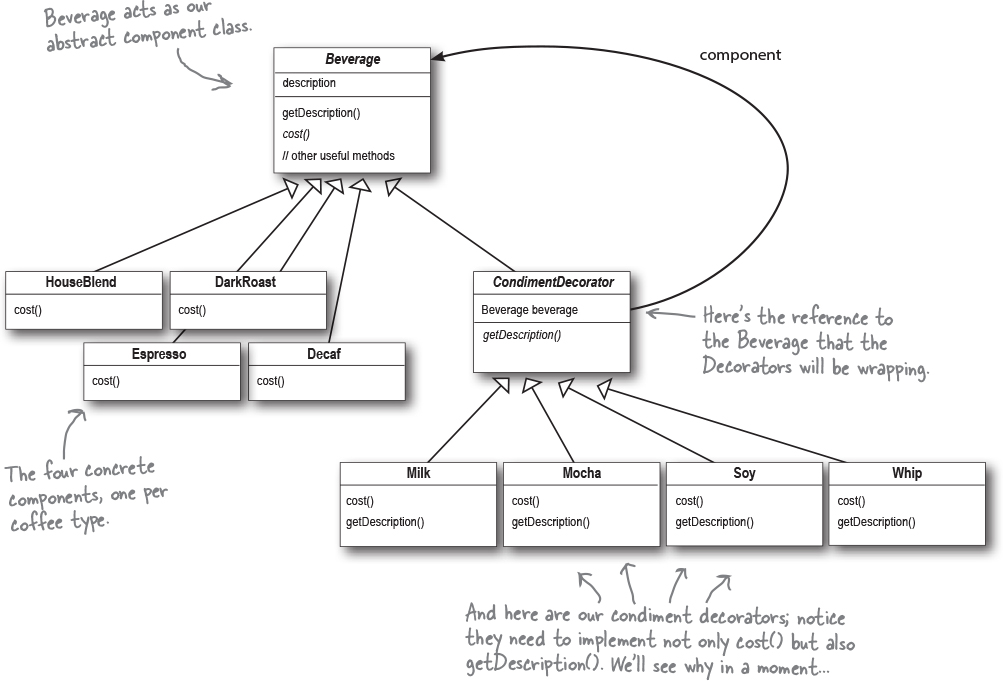 Beverage acts as our
abstract component class.
Beverage
description
getDescription()
cost()
// other useful methods
component
HouseBlend
cost()
DarkRoast
cost()
Espresso
cost()
Decaf
cost()
CondimentDecorator
Beverage beverage
getDescription()
Here's the reference to
the Beverage that the
Decorators will be wrapping.
The four concrete
components, one per
coffee type.
Milk
cost()
getDescription()
Mocha
cost()
getDescription()
Soy
cost()
getDescription()
Whip
cost()
getDescription()
And here are our condiment decorators; notice
they need to implement not only cost() but also
getDescription(). We'll see why in a moment...